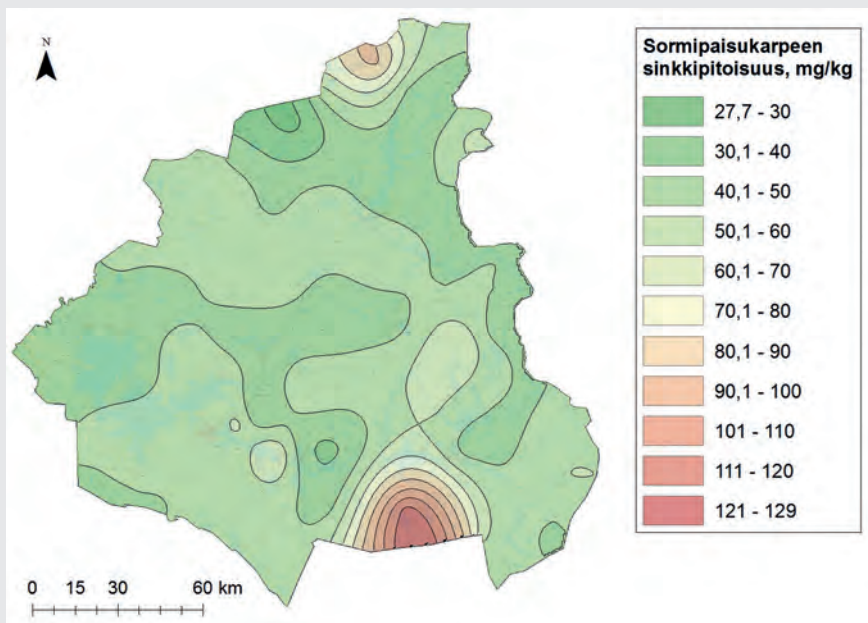 N
Sormipaisukarpeen
sinkkipitoisuus, mg/kg
27,7 - 30
30,1 - 40
40,1 - 50
50,1 - 60
60,1 - 70
70,1 - 80
80,1 - 90
90,1 - 100
101 - 110
111 - 120
121 - 129
0 15 30 60 km